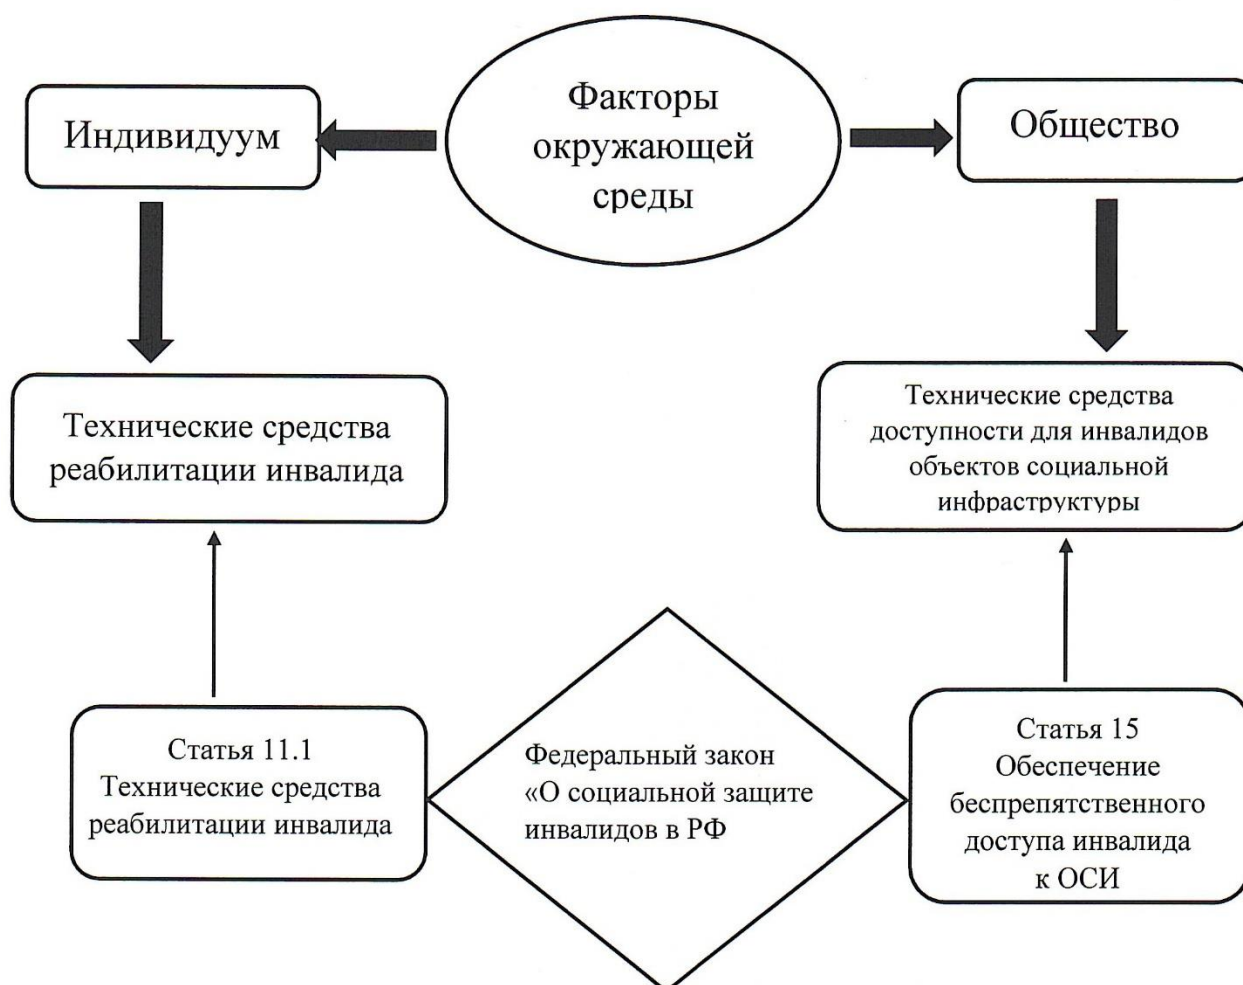 Факторы
окружающей
среды
Индивидуум
Общество
Технические средства
реабилитации инвалида
Технические средства
доступности для инвалидов
объектов социальной
инфраструктуры
Статья 11.1
Технические средства
реабилитации инвалида
Федеральный закон
«О социальной защите
инвалидов в РФ
Статья 15
Обеспечение
беспрепятственного
доступа инвалида
к ОСИ